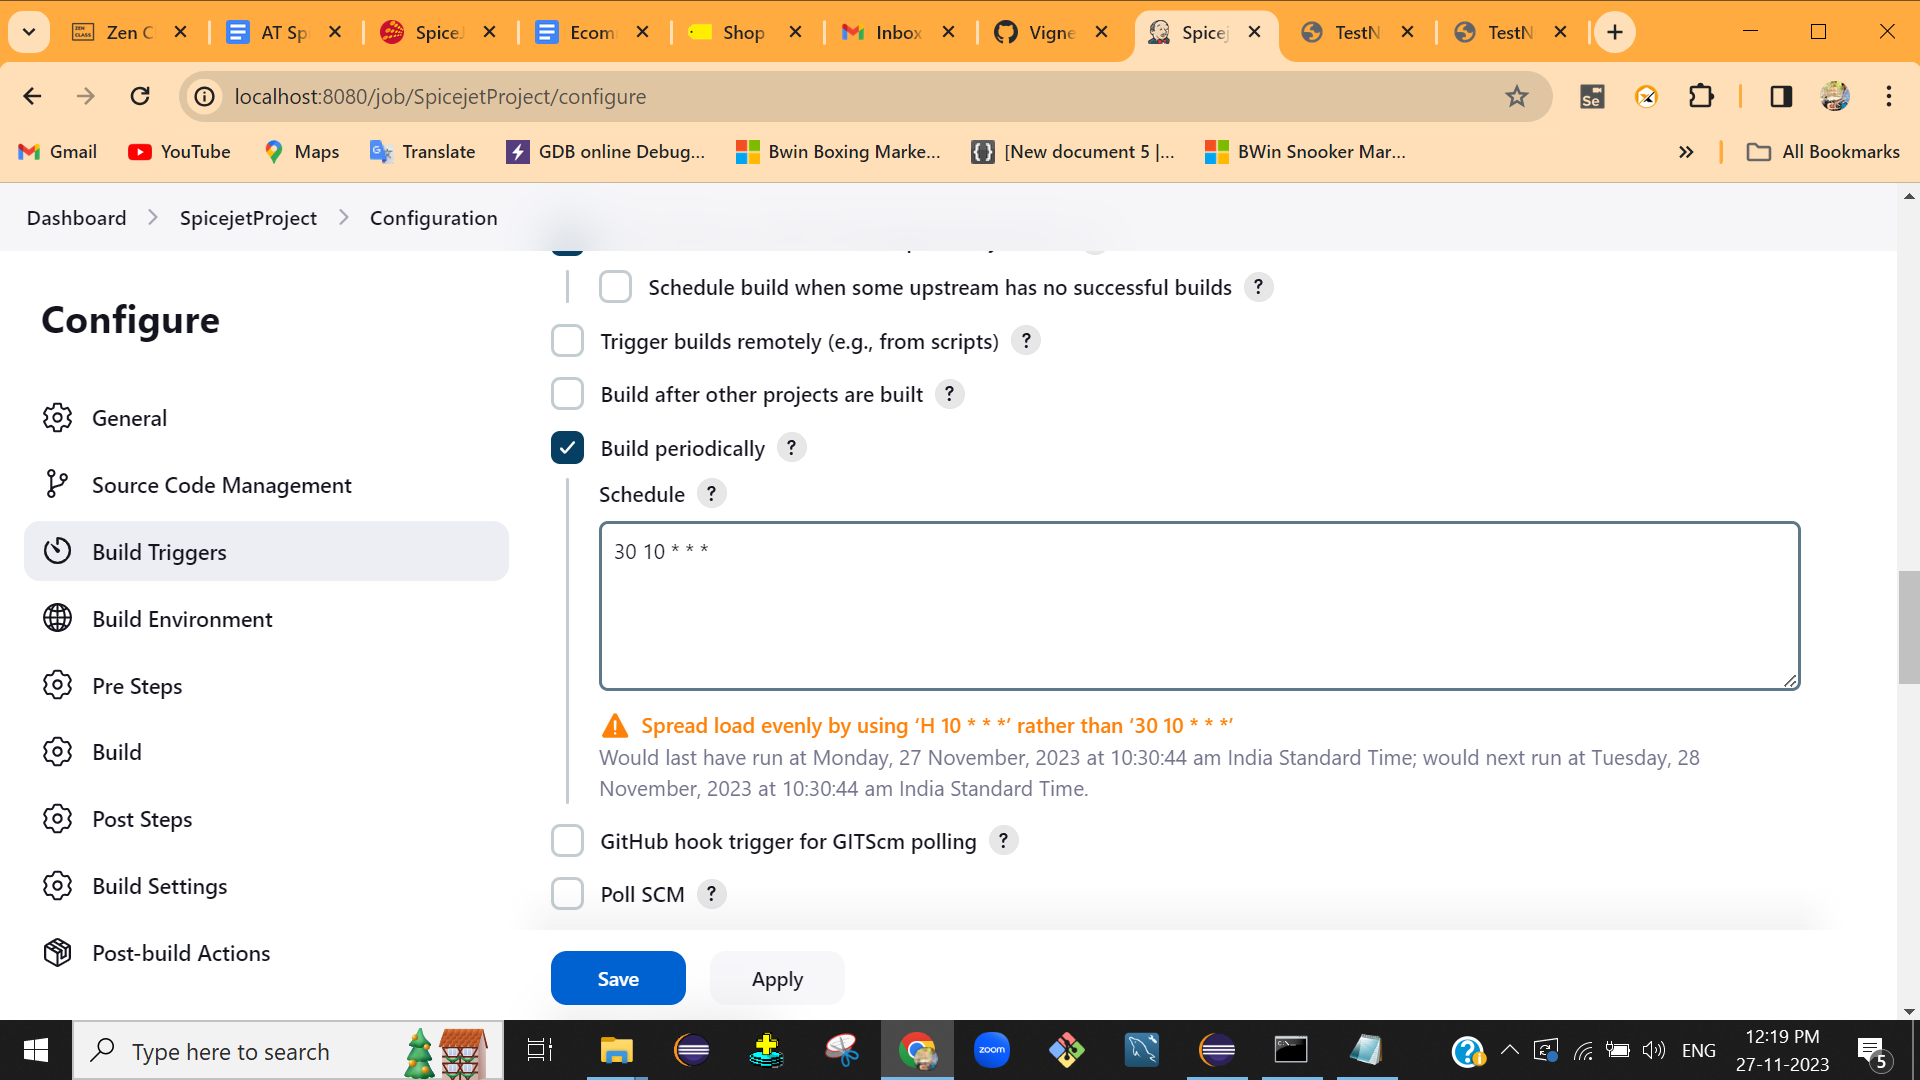 Zen C
AT Sp
SpiceJ
Ecom
Shop
Inbox
Vigne
Spicej
TestN
TestN
localhost:8080/job/SpicejetProject/configure
Se
Gmail
YouTube
Maps
Translate
GDB online Debug...
Bwin Boxing Marke...
[New document 5 |...
BWin Snooker Mar...
All Bookmarks
Dashboard
SpicejetProject
Configuration
Configure
General
Source Code Management
Build Triggers
Build Environment
Pre Steps
Build
Post Steps
Build Settings
Post-build Actions
Schedule build when some upstream has no successful builds ?
Trigger builds remotely (e.g., from scripts) ?
Build after other projects are built ?
Build periodically ?
Schedule ?
30 10 * * *
Spread load evenly by using ‘H 10 * * *’ rather than ‘30 10 * * *’
Would last have run at Monday, 27 November, 2023 at 10:30:44 am India Standard Time; would next run at Tuesday, 28
November, 2023 at 10:30:44 am India Standard Time.
GitHub hook trigger for GITScm polling ?
Poll SCM ?
Save
Apply
Type here to search
zoom
ENG
12:19 PM
27-11-2023
5